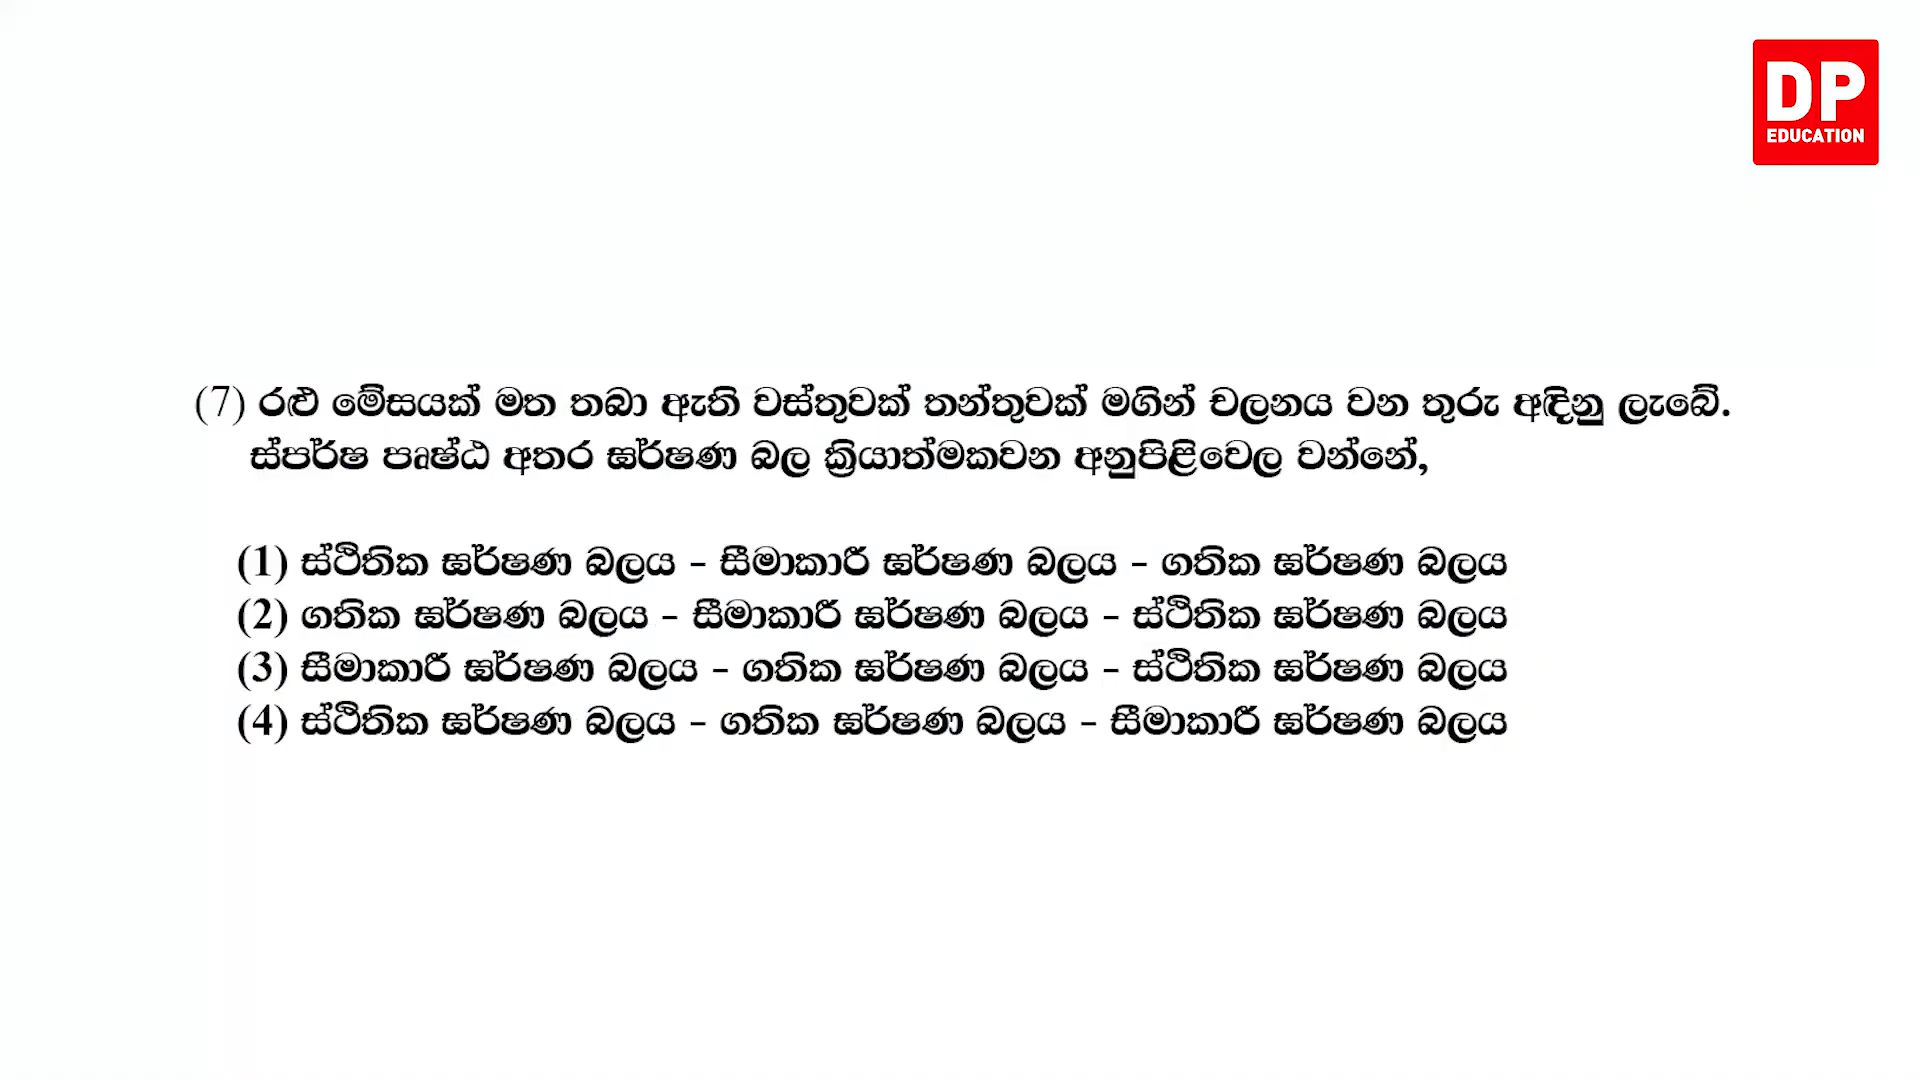 DP
EDUCATION
(7) රළු මේසයක් මත තබා ඇති වස්තුවක් තන්තුවක් මගින් චලනය වන තුරු අඳිනු ලැබේ.
ස්පර්ෂ පෘෂ්ඨ අතර ඝර්ෂණ බල ක්‍රියාත්මකවන අනුපිළිවෙල වන්නේ,
(1) ස්ථිතික ඝර්ෂණ බලය - සීමාකාරී ඝර්ෂණ බලය - ගතික ඝර්ෂණ බලය
(2) ගතික ඝර්ෂණ බලය - සීමාකාරී ඝර්ෂණ බලය - ස්ථිතික ඝර්ෂණ බලය
(3) සීමාකාරී ඝර්ෂණ බලය - ගතික ඝර්ෂණ බලය - ස්ථිතික ඝර්ෂණ බලය
(4) ස්ථිතික ඝර්ෂණ බලය - ගතික ඝර්ෂණ බලය - සීමාකාරී ඝර්ෂණ බලය